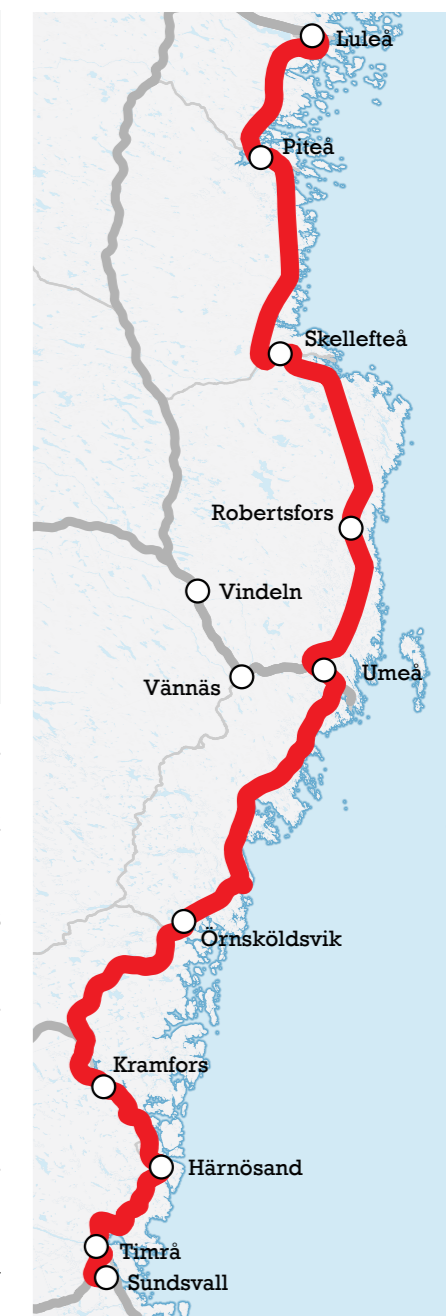 Luleå
Piteå
Skellefteå
Robertsfors
Vindeln
Umeå
Vännäs
Örnsköldsvik
Kramfors
Härnösand
Timrå
Sundsvall